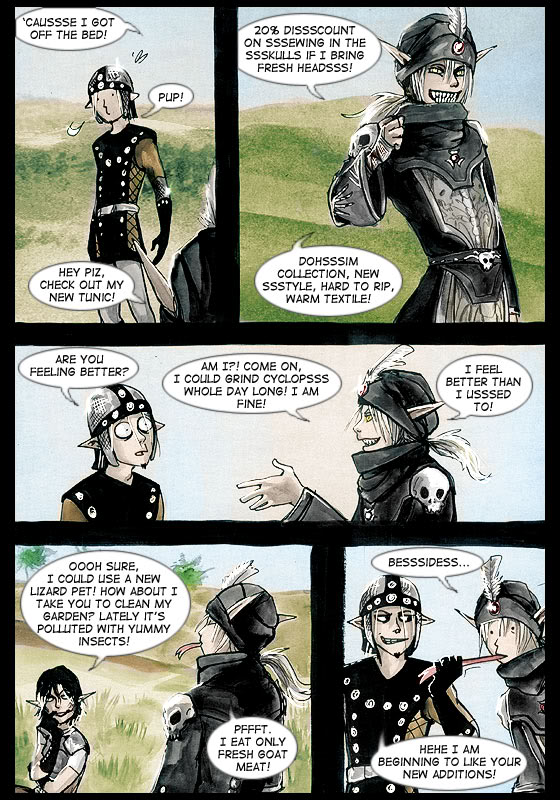 'CAUSSSE I GOT
OFF THE BED!
PUP!
HEY PIZ,
CHECK OUT MY
NEW TUNIC!
20% DISSSCOUNT
ON SSSEWING IN THE
SSSKULLS IF I BRING
FRESH HEADSSS!
DOHSSSIM
COLLECTION, NEW
SSSTYLE, HARD TO RIP,
WARM TEXTILE!
ARE YOU
FEELING BETTER?
AM I?! COME ON,
I COULD GRIND CYCLOPSSS
WHOLE DAY LONG! I AM
FINE!
I FEEL
BETTER THAN
I USSSED
TO!
OOOH SURE,
I COULD USE A NEW
LIZARD PET! HOW ABOUT I
TAKE YOU TO CLEAN MY
GARDEN? LATELY IT'S
POLLUTED WITH YUMMY
INSECTS!
PFFFT.
I EAT ONLY
FRESH GOAT
MEAT!
BESSSIDESS...
HEHE I AM
BEGINNING TO LIKE YOUR
NEW ADDITIONS!